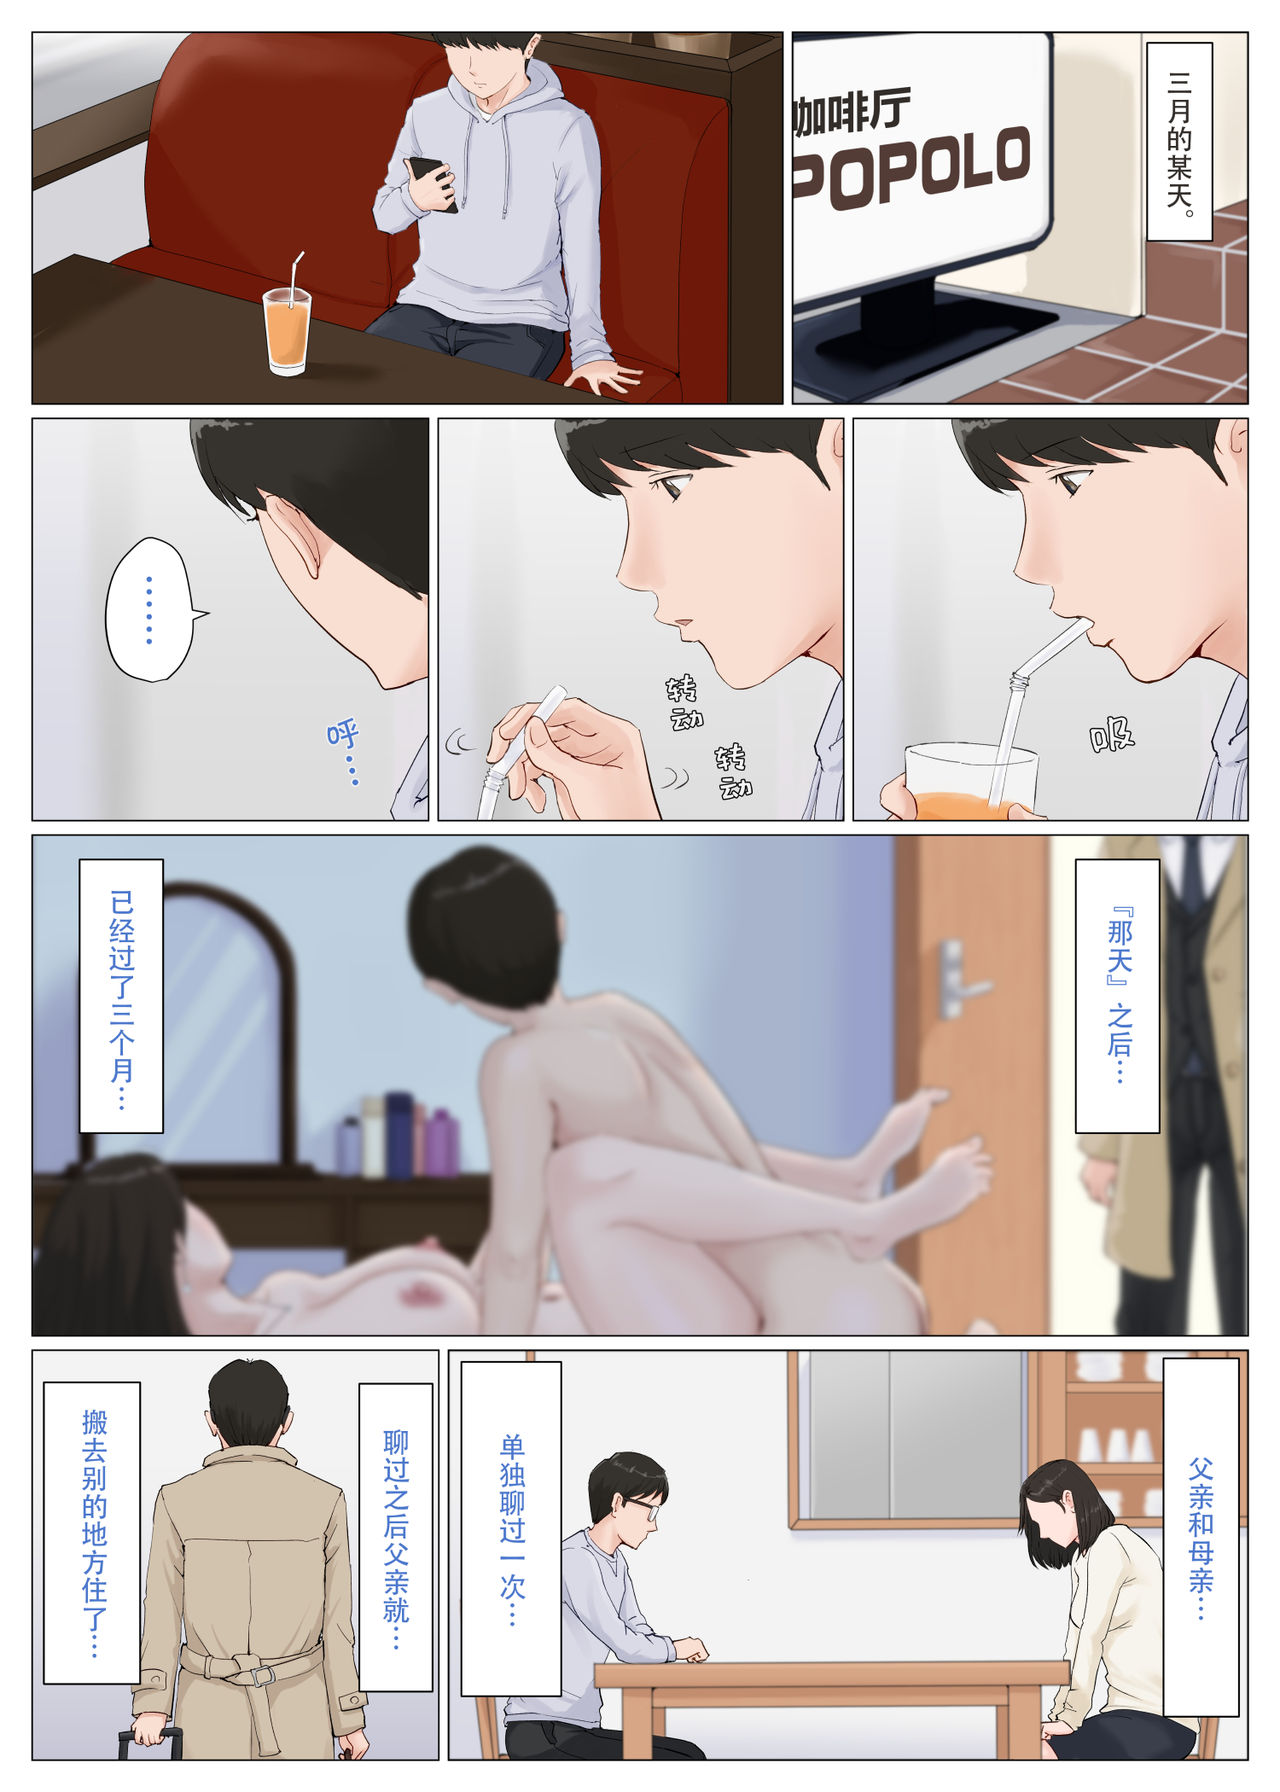 三月的某天。
咖啡厅
POPOLO
吸
转动
转动
……
呼…
『那天』之后…
已经过了三个月…
父亲和母亲…
单独聊过一次…
聊过之后父亲就…
搬去别的地方住了…